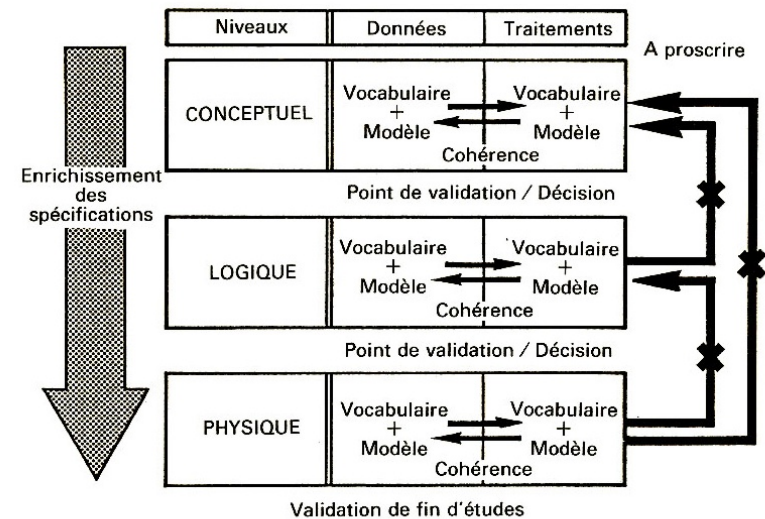 Niveaux Données Traitements
A proscrire
CONCEPTUEL
Vocabulaire
+
Modèle
Vocabulaire
+
Modèle
Cohérence
Enrichissement
des
spécifications
Point de validation / Décision
LOGIQUE
Vocabulaire
+
Modèle
Vocabulaire
+
Modèle
Cohérence
Point de validation / Décision
PHYSIQUE
Vocabulaire
+
Modèle
Vocabulaire
+
Modèle
Cohérence
Validation de fin d'études